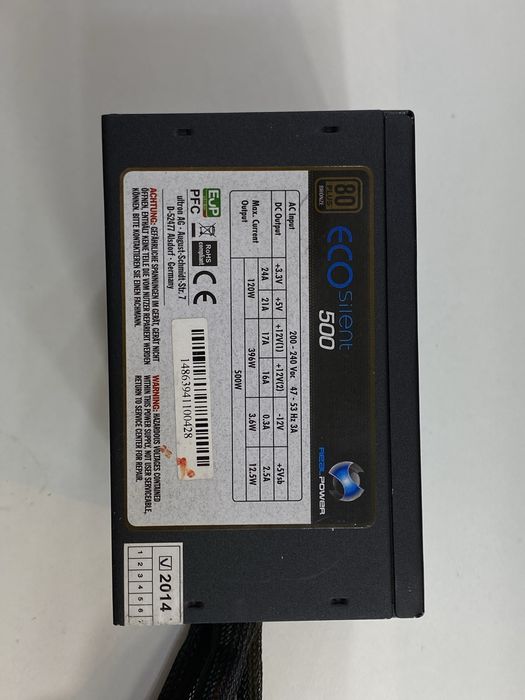 80 PLUS
BRONZE
ECO silent
500
REAL POWER
AC Input 200 - 240 Vac 47 - 53 Hz 3A
DC Output +3.3V +5V +12V(1) +12V(2) -12V +5Vsb
Max. Current 24A 21A 17A 16A 0.3A 2.5A
Output 120W 396W 3.6W 12.5W
500W
EuP
PFC
RoHS
compliant
CE
ultron AG - August-Schmidt-Str. 7
D-52477 Alsdorf - Germany
14863941100428
ACHTUNG: GEFÄHRLICHE SPANNUNGEN IM GERÄT, GERÄT NICHT
ÖFFNEN, ENTHÄLT KEINE TEILE DIE VOM NUTZER REPARIERT WERDEN
KÖNNEN. BITTE KONTAKTIEREN SIE EINEN FACHMANN.
WARNING: HAZARDOUS VOLTAGES CONTAINED
WITHIN THIS POWER SUPPLY, NOT USER SERVICEABLE,
RETURN TO SERVICE CENTER FOR REPAIR.
V 2014
1 2 3 4 5 6 7